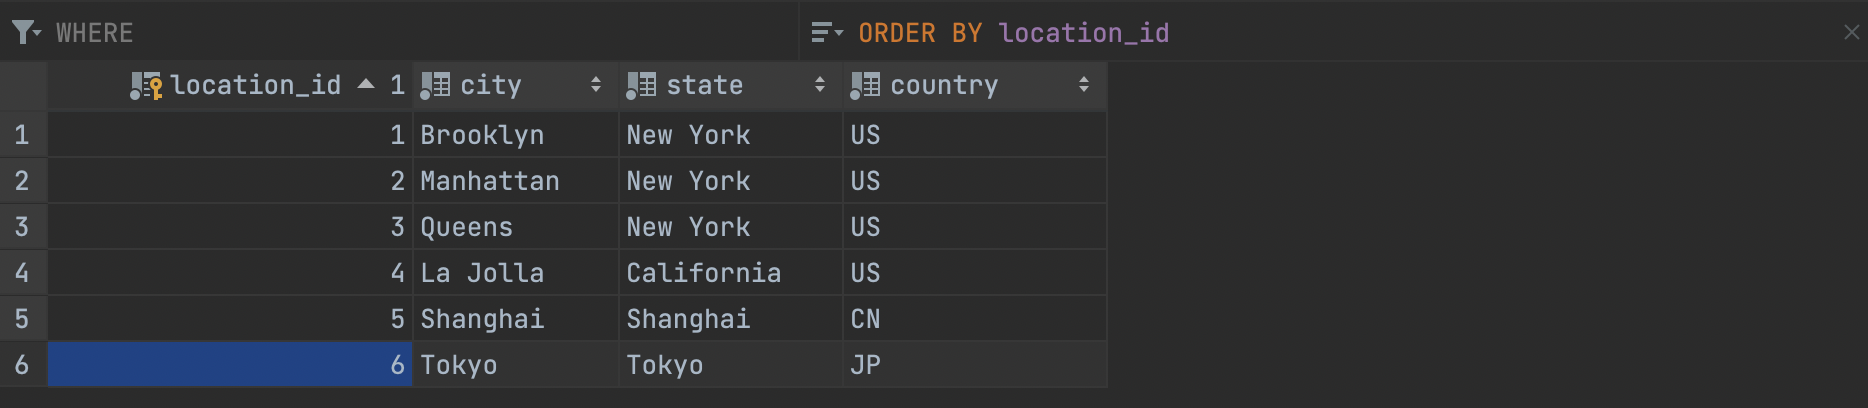 WHERE ORDER BY location_id
location_id 1 city state country
1 1 Brooklyn New York US
2 2 Manhattan New York US
3 3 Queens New York US
4 4 La Jolla California US
5 5 Shanghai Shanghai CN
6 6 Tokyo Tokyo JP